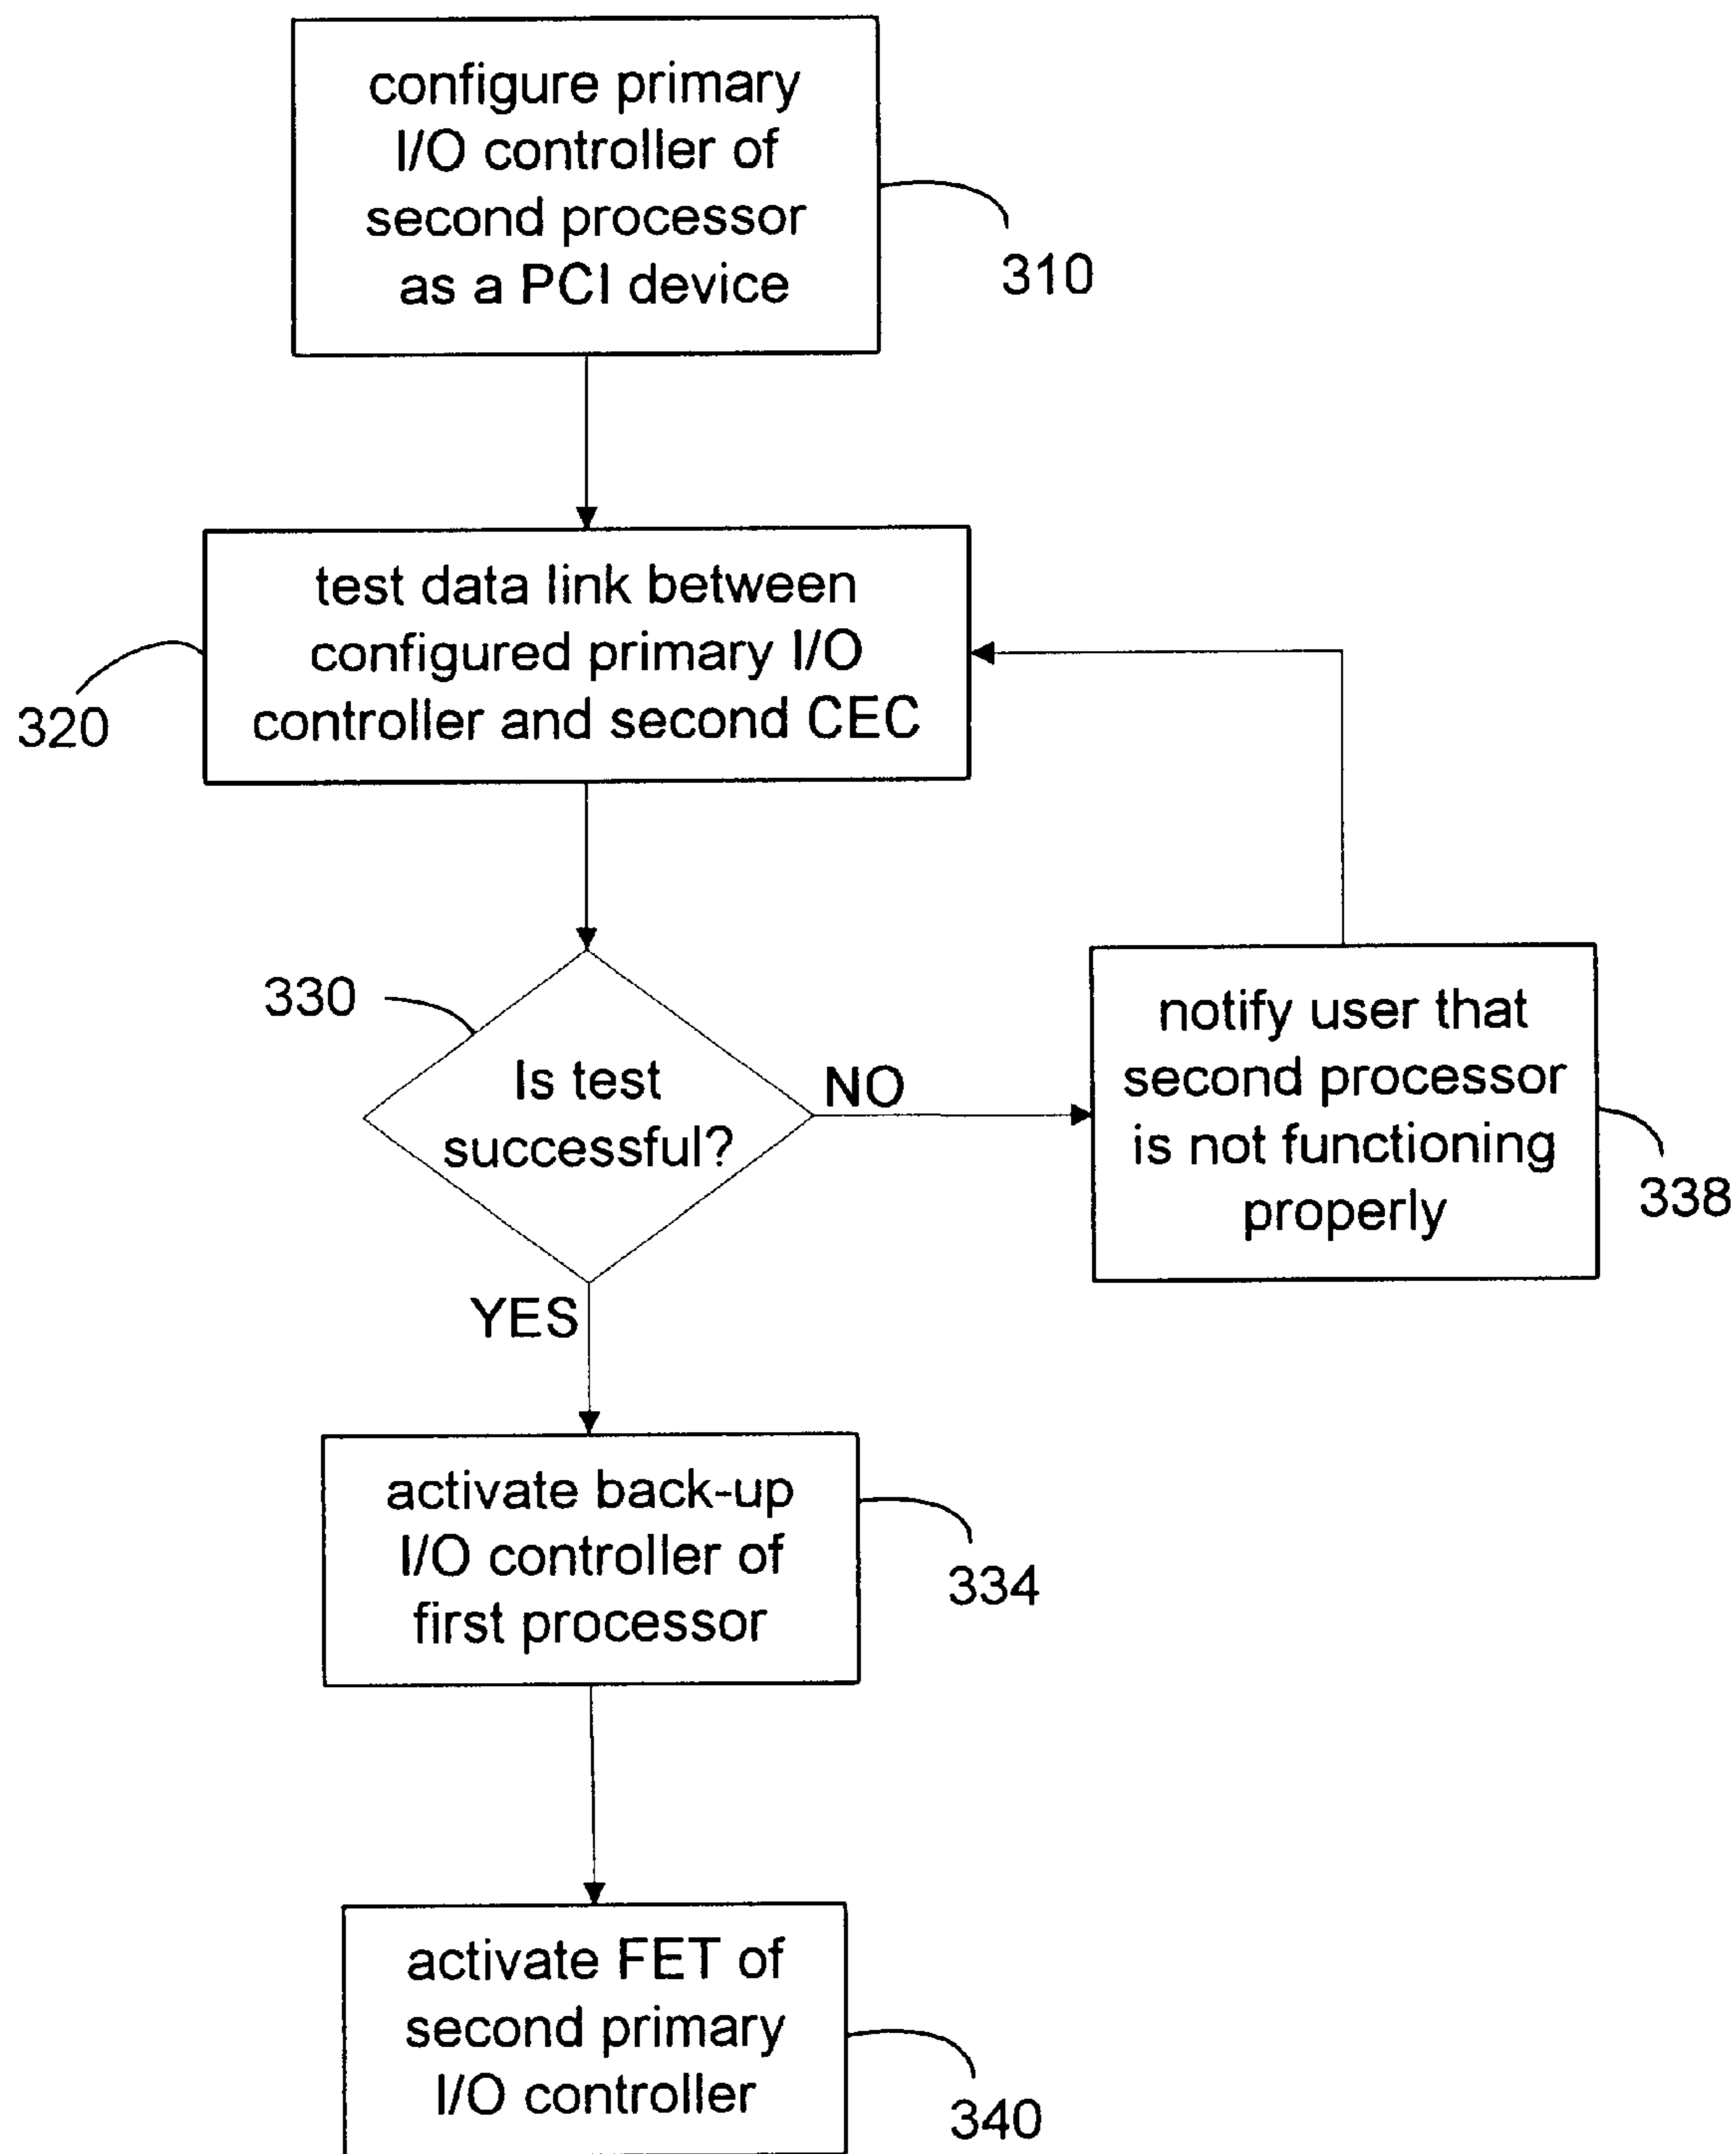 configure primary
I/O controller of
second processor
as a PCI device
310
test data link between
configured primary I/O
controller and second CEC
320
330
Is test
successful?
NO
notify user that
second processor
is not functioning
properly
338
YES
activate back-up
I/O controller of
first processor
334
activate FET of
second primary
I/O controller
340